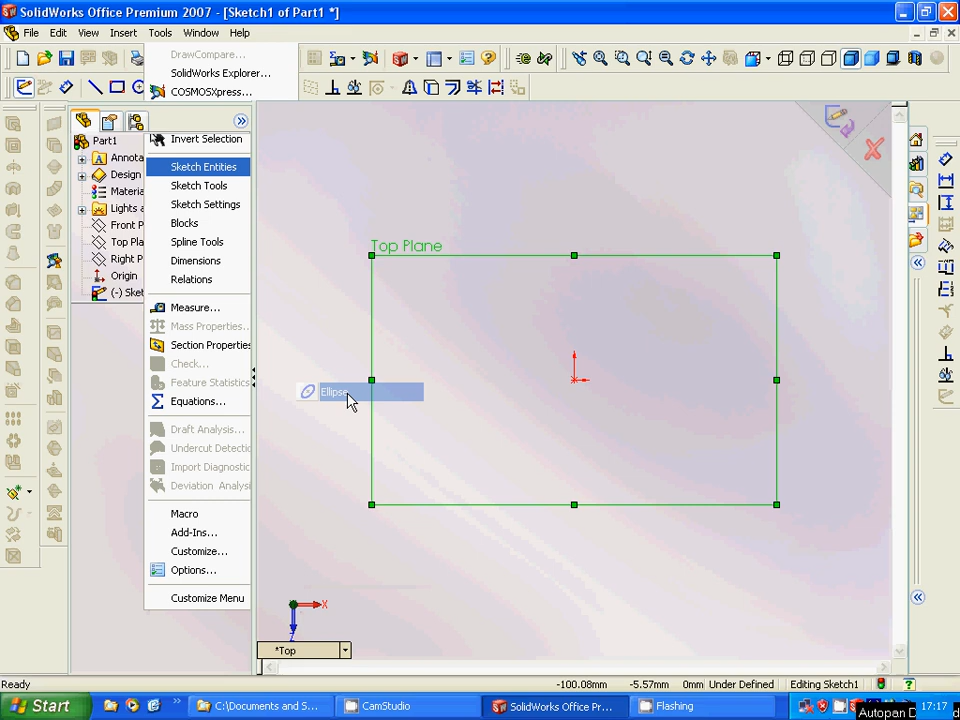 SolidWorks Office Premium 2007 - [Sketch1 of Part1 *]
File Edit View Insert Tools Window Help
DrawCompare...
SolidWorks Explorer...
COSMOSXpress...
Part1
Annota
Design
Materia
Lights a
Front P
Top Pla
Right P
Origin
(-) Sket
Invert Selection
Sketch Entities
Sketch Tools
Sketch Settings
Blocks
Spline Tools
Dimensions
Relations
Measure...
Mass Properties..
Section Properties
Check...
Feature Statistics
Equations...
Draft Analysis...
Undercut Detectio
Import Diagnostic
Deviation Analysi
Macro
Add-Ins...
Customize...
Options...
Customize Menu
Ellipse
Top Plane
X
Z
*Top
Ready -100.08mm -5.57mm 0mm Under Defined Editing Sketch1
Start C:\Documents and S... CamStudio SolidWorks Office Pr... Flashing 17:17
Autopan D